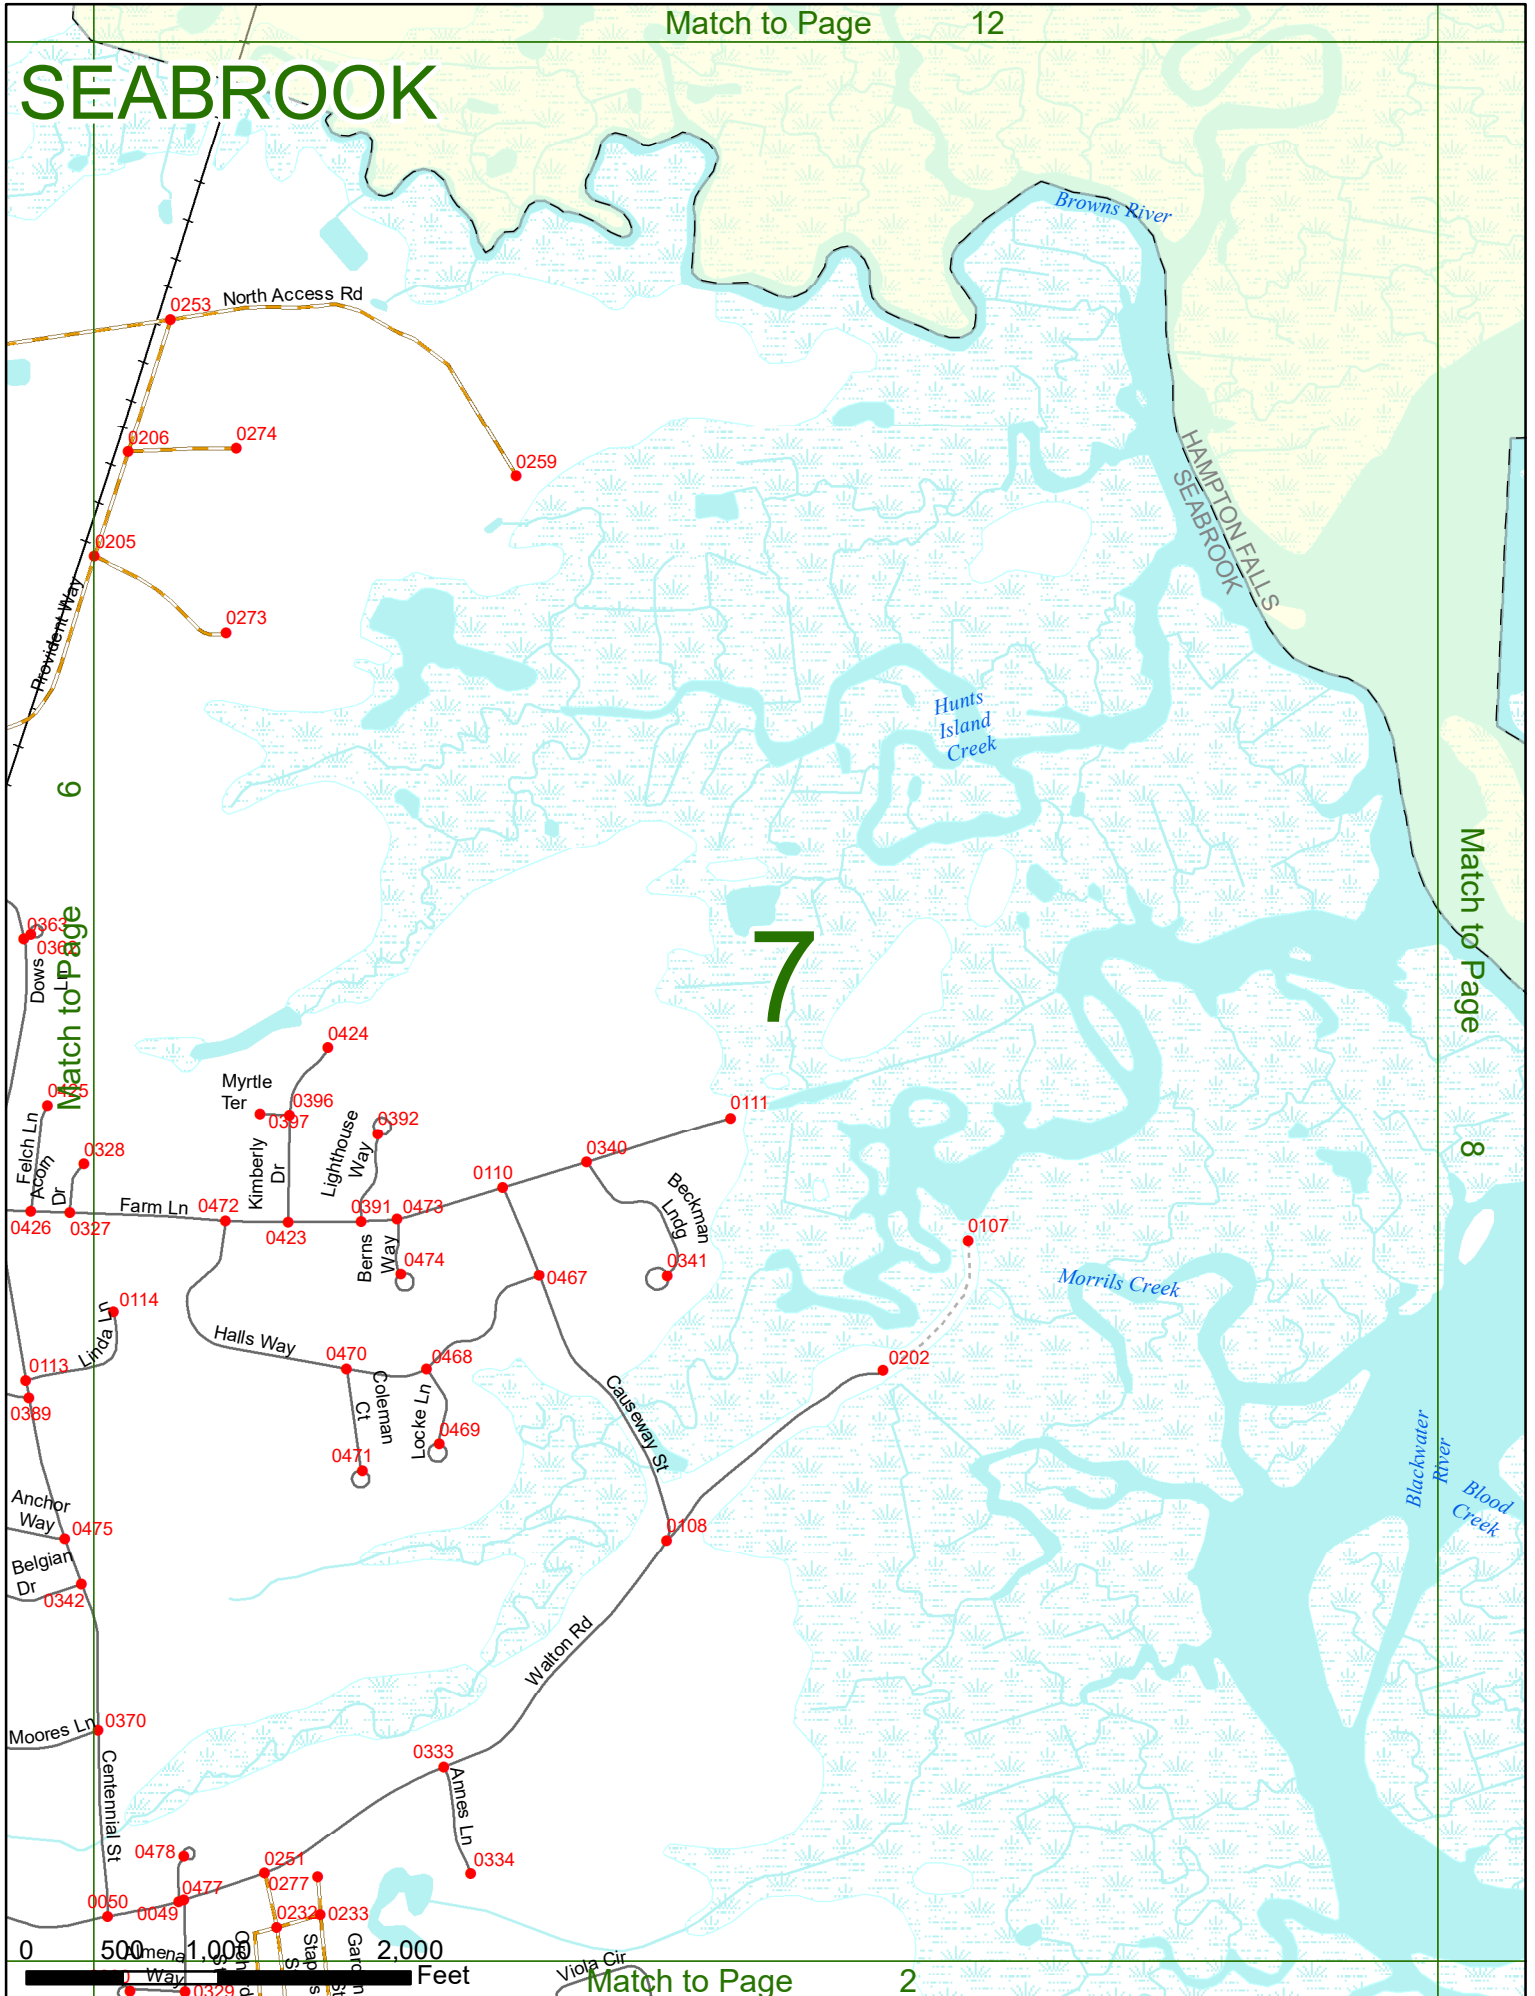 Match to Page 12
SEABROOK
Browns River
North Access Rd
0253
0206
0274
0259
HAMPTON FALLS
SEABROOK
0205
0273
Provident Way
Hunts
Island
Creek
Match to Page 6
Match to Page 8
7
0363
Dows
Ln
0424
Myrtle
Ter
0396
0397
0425
Felch Ln
Acorn
Dr
0328
Kimberly
Dr
Lighthouse
Way
0392
0111
0340
0110
Beckman
Lndg
0426
0327
Farm Ln
0472
0423
0391
0473
Berns
Way
0474
0467
0341
0107
Morrils Creek
0114
Linda Ln
0113
0389
Halls Way
0470
0468
0202
Coleman
Ct
Locke Ln
0469
0471
Causeway St
Blackwater
River
Blood
Creek
Anchor
Way
0475
0108
Belgian
Dr
0342
Walton Rd
Moores Ln
0370
Centennial St
0333
Annes Ln
0334
0478
0251
0277
0477
0050
0049
0232
0233
0 500 1,000 2,000
Feet
Almena
Way
0329
Viola Cir
Match to Page 2